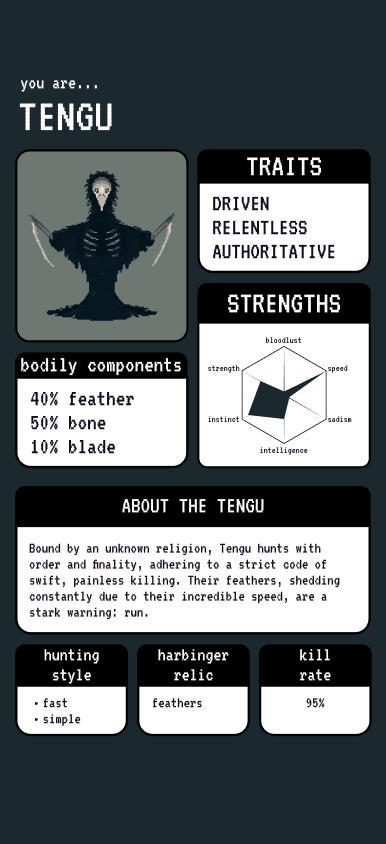 you are...
TENGU
TRAITS
DRIVEN
RELENTLESS
AUTHORITATIVE
STRENGTHS
bloodlust
strength
speed
instinct
sadism
intelligence
bodily components
40% feather
50% bone
10% blade
ABOUT THE TENGU
Bound by an unknown religion, Tengu hunts with
order and finality, adhering to a strict code of
swift, painless killing. Their feathers, shedding
constantly due to their incredible speed, are a
stark warning: run.
hunting
style
• fast
• simple
harbinger
relic
feathers
kill
rate
95%